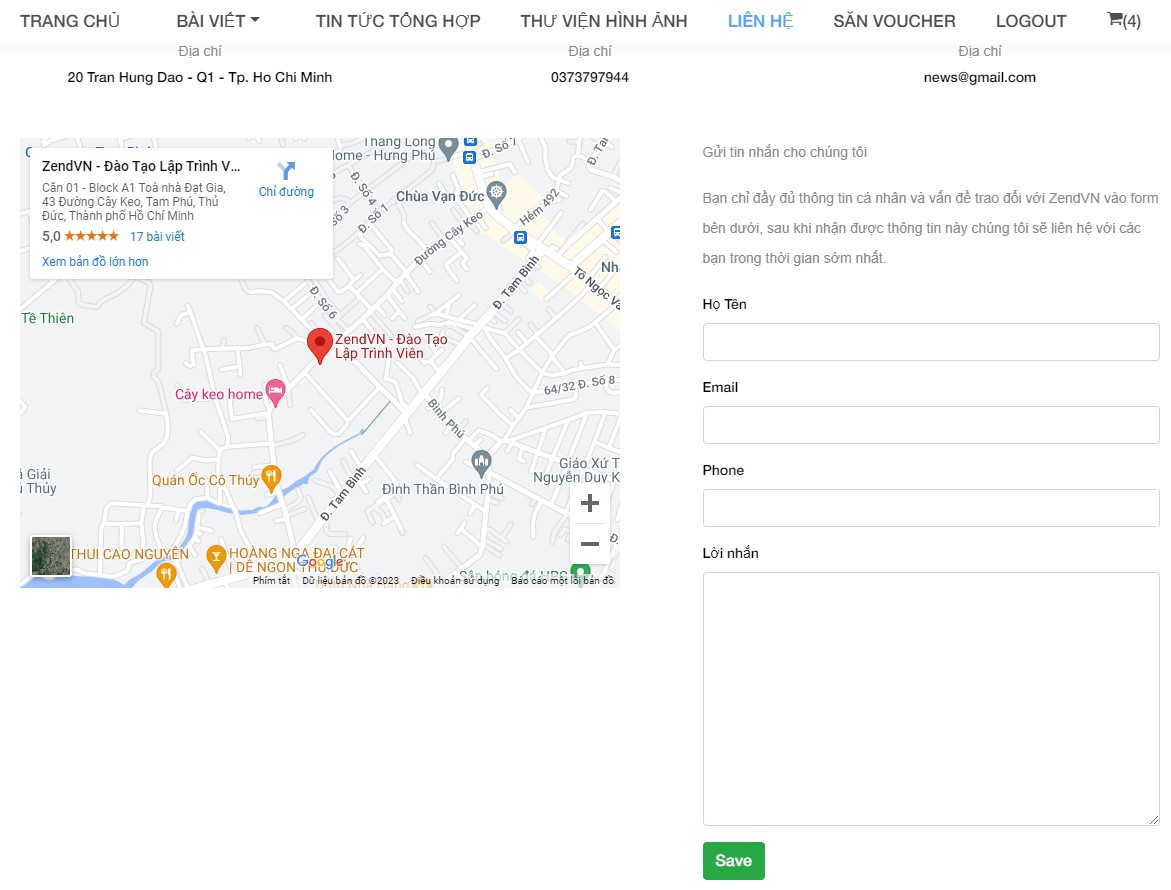 TRANG CHỦ
BÀI VIẾT
TIN TỨC TỔNG HỢP
THƯ VIỆN HÌNH ẢNH
LIÊN HỆ
SĂN VOUCHER
LOGOUT
(4)
Địa chỉ
Địa chỉ
Địa chỉ
20 Tran Hung Dao - Q1 - Tp. Ho Chi Minh
0373797944
news@gmail.com
ZendVN - Đào Tạo Lập Trình V...
Căn 01 - Block A1 Toà nhà Đạt Gia,
43 Đường Cây Keo, Tam Phú, Thủ
Đức, Thành phố Hồ Chí Minh
5,0
17 bài viết
Xem bản đồ lớn hơn
Chỉ đường
Thăng Long
Home - Hưng Phú
Đ. Số 7
Chùa Vạn Đức
Hẻm 492
Đ. Số 4
Đ. Số 1
Đường Cây Keo
Đ. Tam Bình
Tô Ngọc Vâ
Nh
Đ. Số 6
Tề Thiên
ZendVN - Đào Tạo
Lập Trình Viên
Cây keo home
64/32 Đ. Số 8
Bình Phú
Giải
Thủy
Quán Ốc Cô Thúy
Đ. Tam Bình
Đình Thần Bình Phú
Giáo Xứ T
Nguyễn Duy K
THUI CAO NGUYÊN
HOÀNG NGA ĐẠI CÁT
| DÊ NGON THỦ ĐỨC
Google
Phím tắt
Dữ liệu bản đồ ©2023
Điều khoản sử dụng
Báo cáo một lỗi bản đồ
Gửi tin nhắn cho chúng tôi
Bạn chỉ đầy đủ thông tin cá nhân và vấn đề trao đổi với ZendVN vào form
bên dưới, sau khi nhận được thông tin này chúng tôi sẽ liên hệ với các
bạn trong thời gian sớm nhất.
Họ Tên
Email
Phone
Lời nhắn
Save